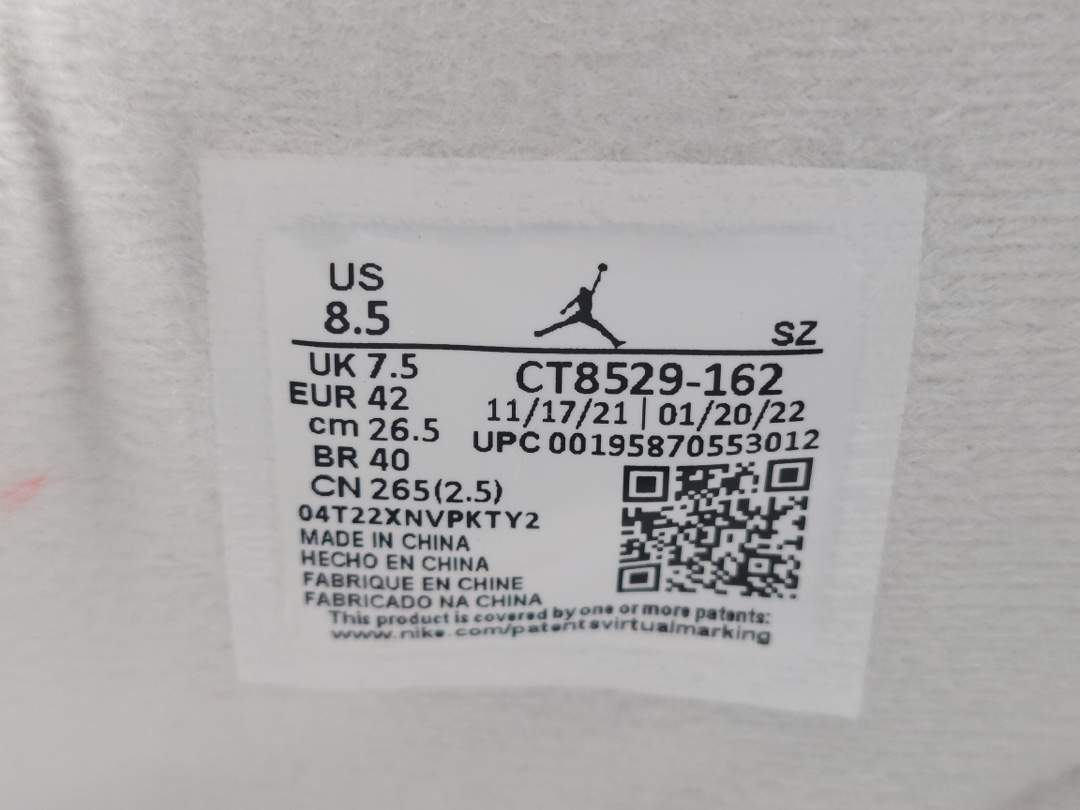 US
8.5
SZ
UK 7.5
EUR 42
cm 26.5
BR 40
CN 265(2.5)
CT8529-162
11/17/21 | 01/20/22
UPC 00195870553012
04T22XNVPKTY2
MADE IN CHINA
HECHO EN CHINA
FABRIQUE EN CHINE
FABRICADO NA CHINA
This product is covered by one or more patents:
www.nike.com/patentsvirtualmarking